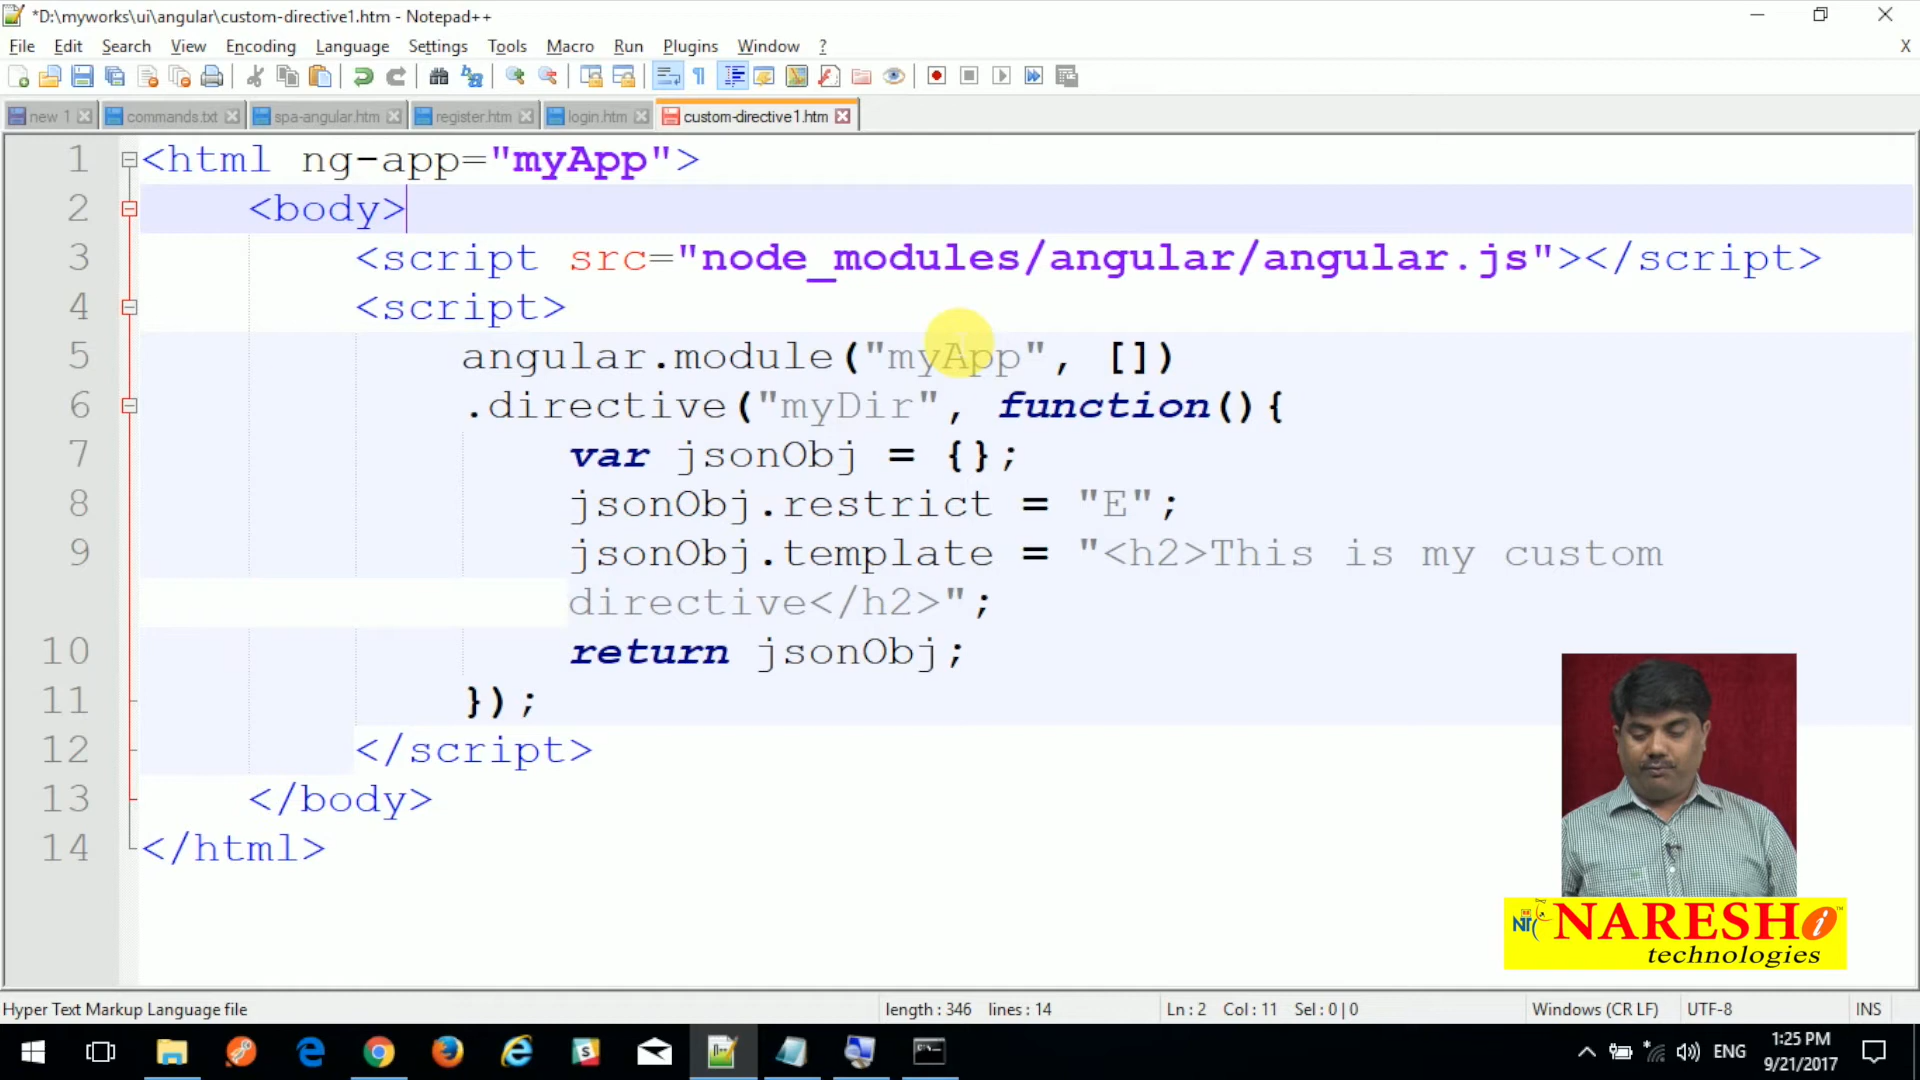 *D:\myworks\ui\angular\custom-directive1.htm - Notepad++
File Edit Search View Encoding Language Settings Tools Macro Run Plugins Window ? X
new 1 commands.txt spa-angular.htm register.htm login.htm custom-directive1.htm
1 <html ng-app="myApp">
2 <body>
3 <script src="node_modules/angular/angular.js"></script>
4 <script>
5 angular.module("myApp", [])
6 .directive("myDir", function(){
7 var jsonObj = {};
8 jsonObj.restrict = "E";
9 jsonObj.template = "<h2>This is my custom
directive</h2>";
10 return jsonObj;
11 });
12 </script>
13 </body>
14 </html>
NARESH i
technologies
Hyper Text Markup Language file length : 346 lines : 14 Ln : 2 Col : 11 Sel : 0 | 0 Windows (CR LF) UTF-8 INS
ENG 1:25 PM
9/21/2017